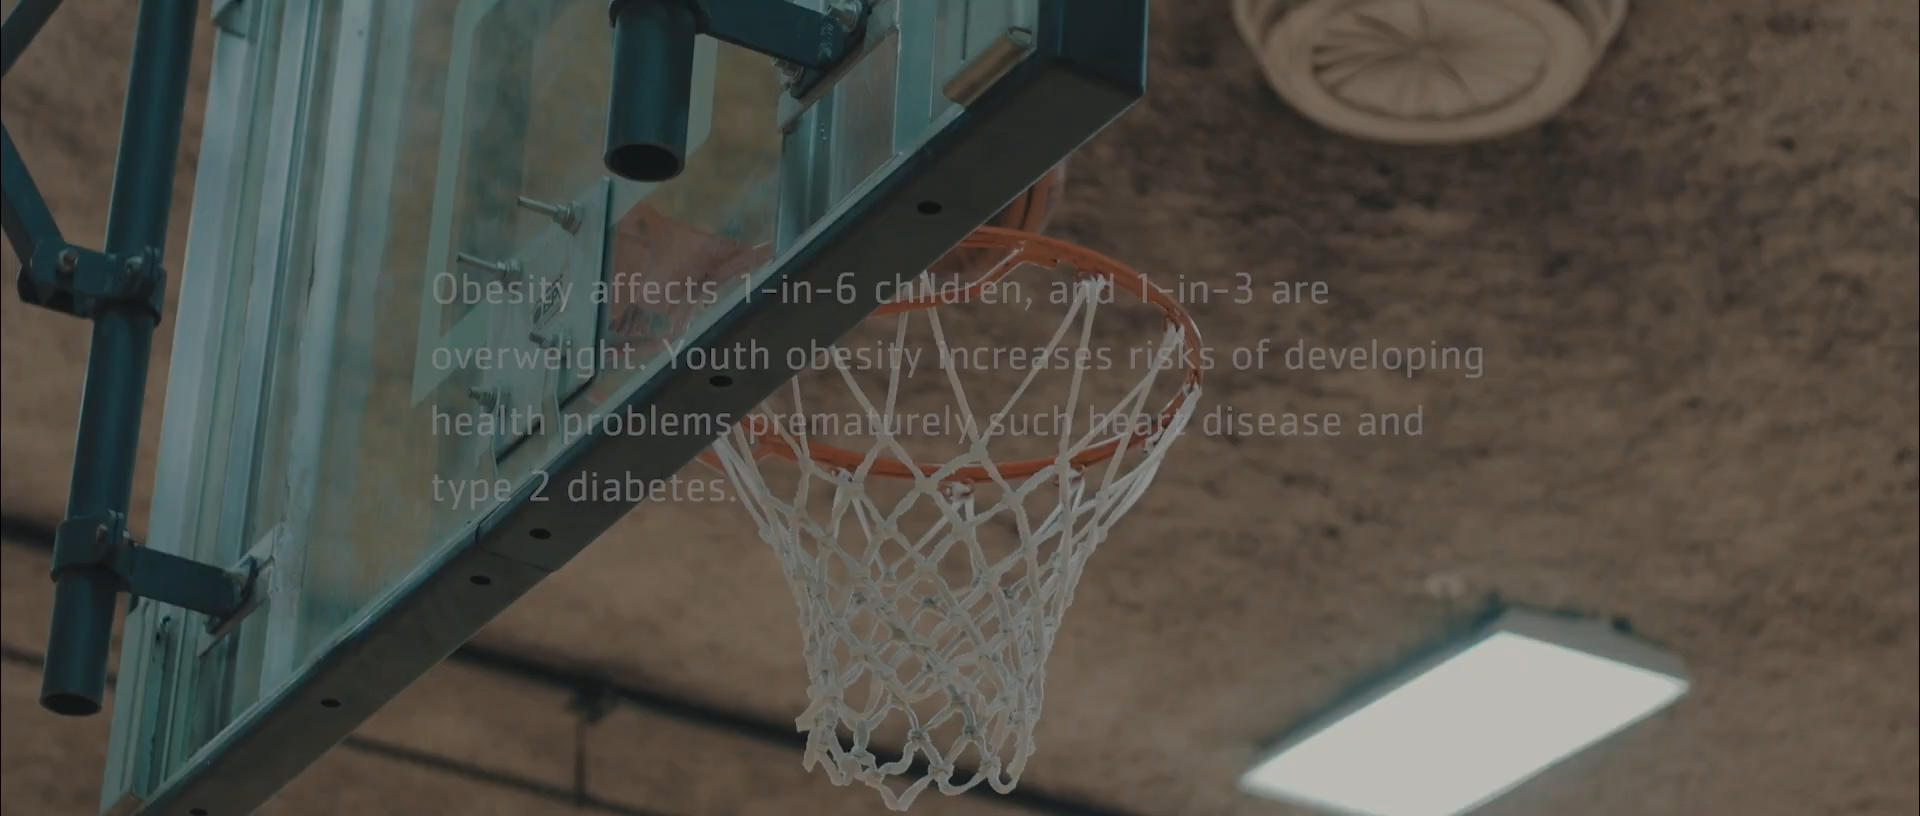 Obesity affects 1-in-6 children, and 1-in-3 are
overweight. Youth obesity increases risks of developing
health problems prematurely such heart disease and
type 2 diabetes.